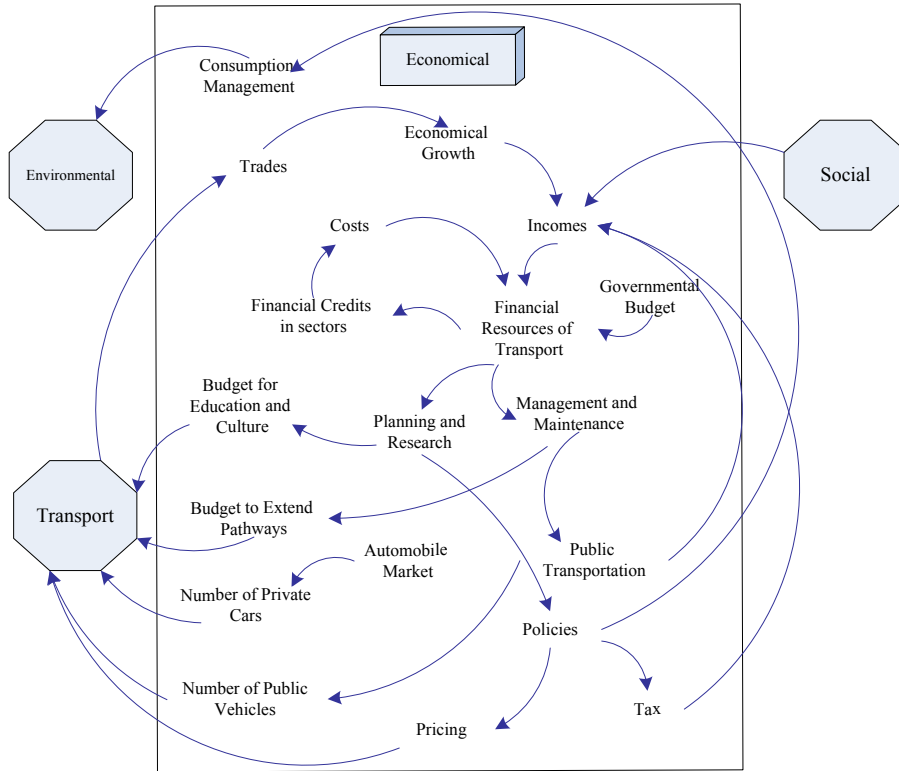 Economical
Consumption
Management
Economical
Growth
Trades
Environmental
Social
Costs
Incomes
Governmental
Budget
Financial Credits
in sectors
Financial
Resources of
Transport
Budget for
Education and
Culture
Planning and
Research
Management and
Maintenance
Transport
Budget to Extend
Pathways
Automobile
Market
Public
Transportation
Number of Private
Cars
Policies
Number of Public
Vehicles
Tax
Pricing